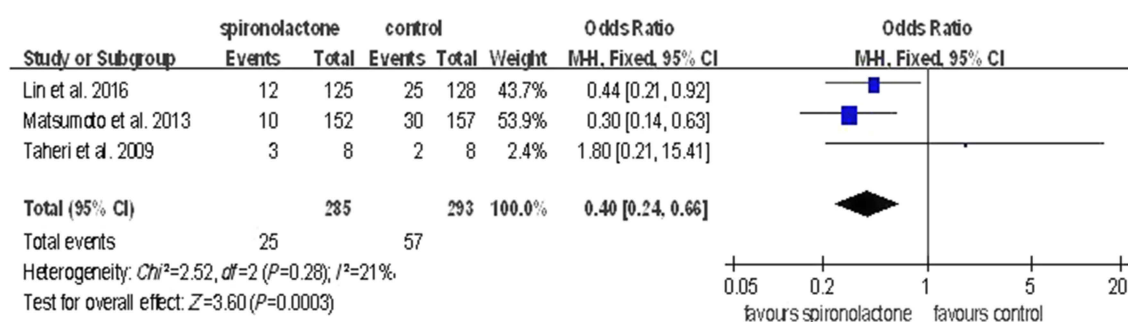 spironolactone control Odds Ratio Odds Ratio
Study or Subgroup Events Total Events Total Weight M-H, Fixed, 95% CI M-H, Fixed, 95% CI
Lin et al. 2016 12 125 25 128 43.7% 0.44 [0.21, 0.92]
Matsumoto et al. 2013 10 152 30 157 53.9% 0.30 [0.14, 0.63]
Taheri et al. 2009 3 8 2 8 2.4% 1.80 [0.21, 15.41]
Total (95% CI) 285 293 100.0% 0.40 [0.24, 0.66]
Total events 25 57
Heterogeneity: Chi²=2.52, df=2 (P=0.28); I²=21%
Test for overall effect: Z=3.60 (P=0.0003)
0.05 0.2 1 5 20
favours spironolactone favours control